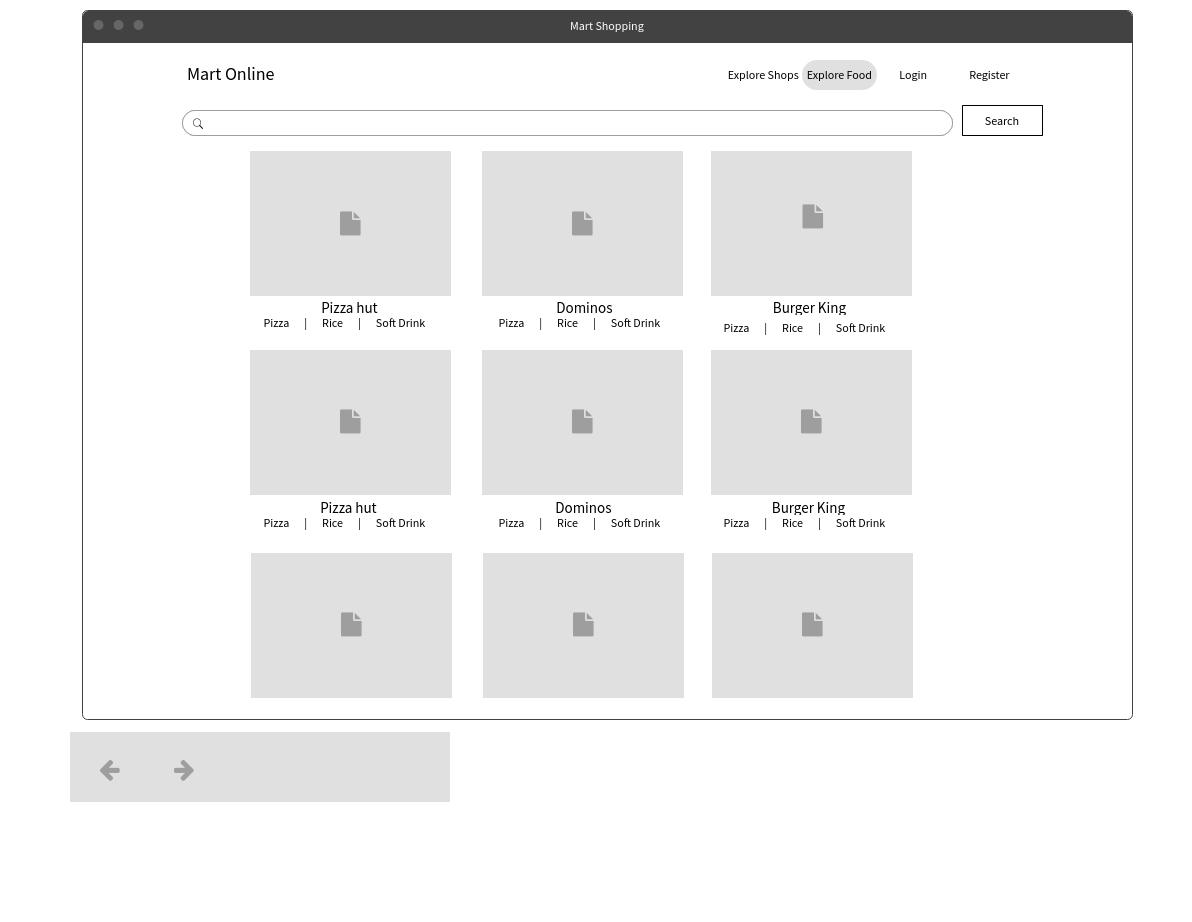 Mart Shopping
Mart Online
Explore Shops Explore Food Login Register
Search
Pizza hut Dominos Burger King
Pizza | Rice | Soft Drink Pizza | Rice | Soft Drink Pizza | Rice | Soft Drink
Pizza hut Dominos Burger King
Pizza | Rice | Soft Drink Pizza | Rice | Soft Drink Pizza | Rice | Soft Drink